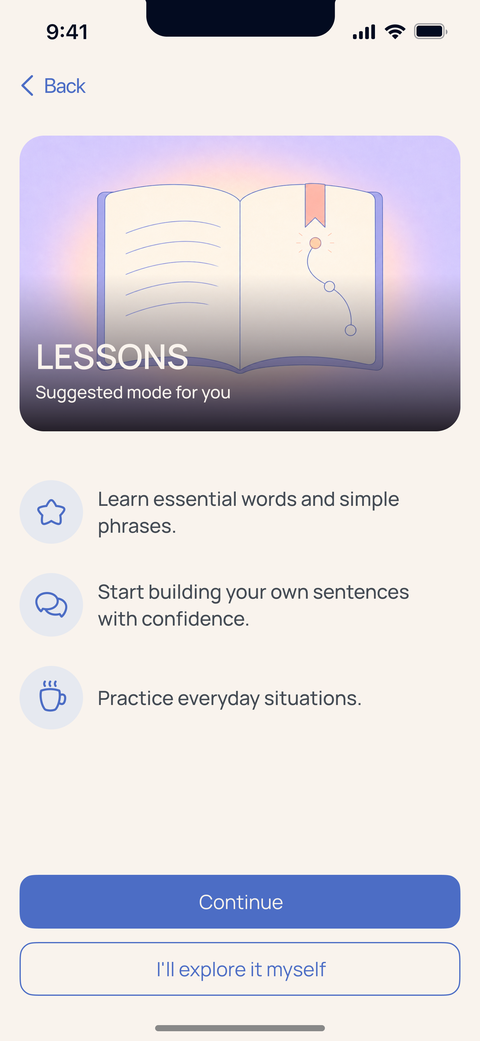 9:41
Back
LESSONS
Suggested mode for you
Learn essential words and simple
phrases.
Start building your own sentences
with confidence.
Practice everyday situations.
Continue
I'll explore it myself